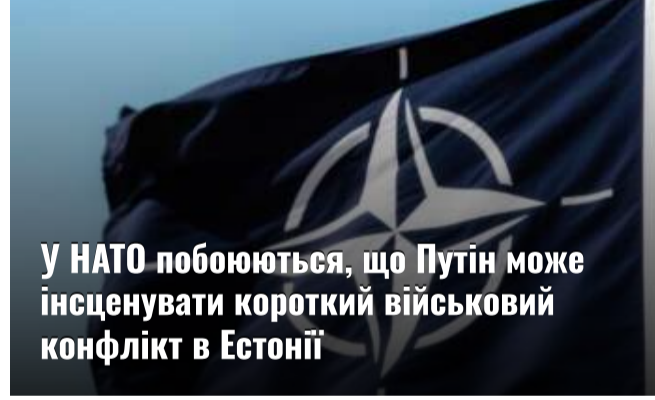 У НАТО побоюються, що Путін може
інсценувати короткий військовий
конфлікт в Естонії